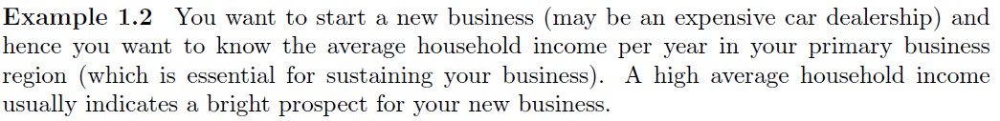 Example 1.2 You want to start a new business (may be an expensive car dealership) and
hence you want to know the average household income per year in your primary business
region (which is essential for sustaining your business). A high average household income
usually indicates a bright prospect for your new business.